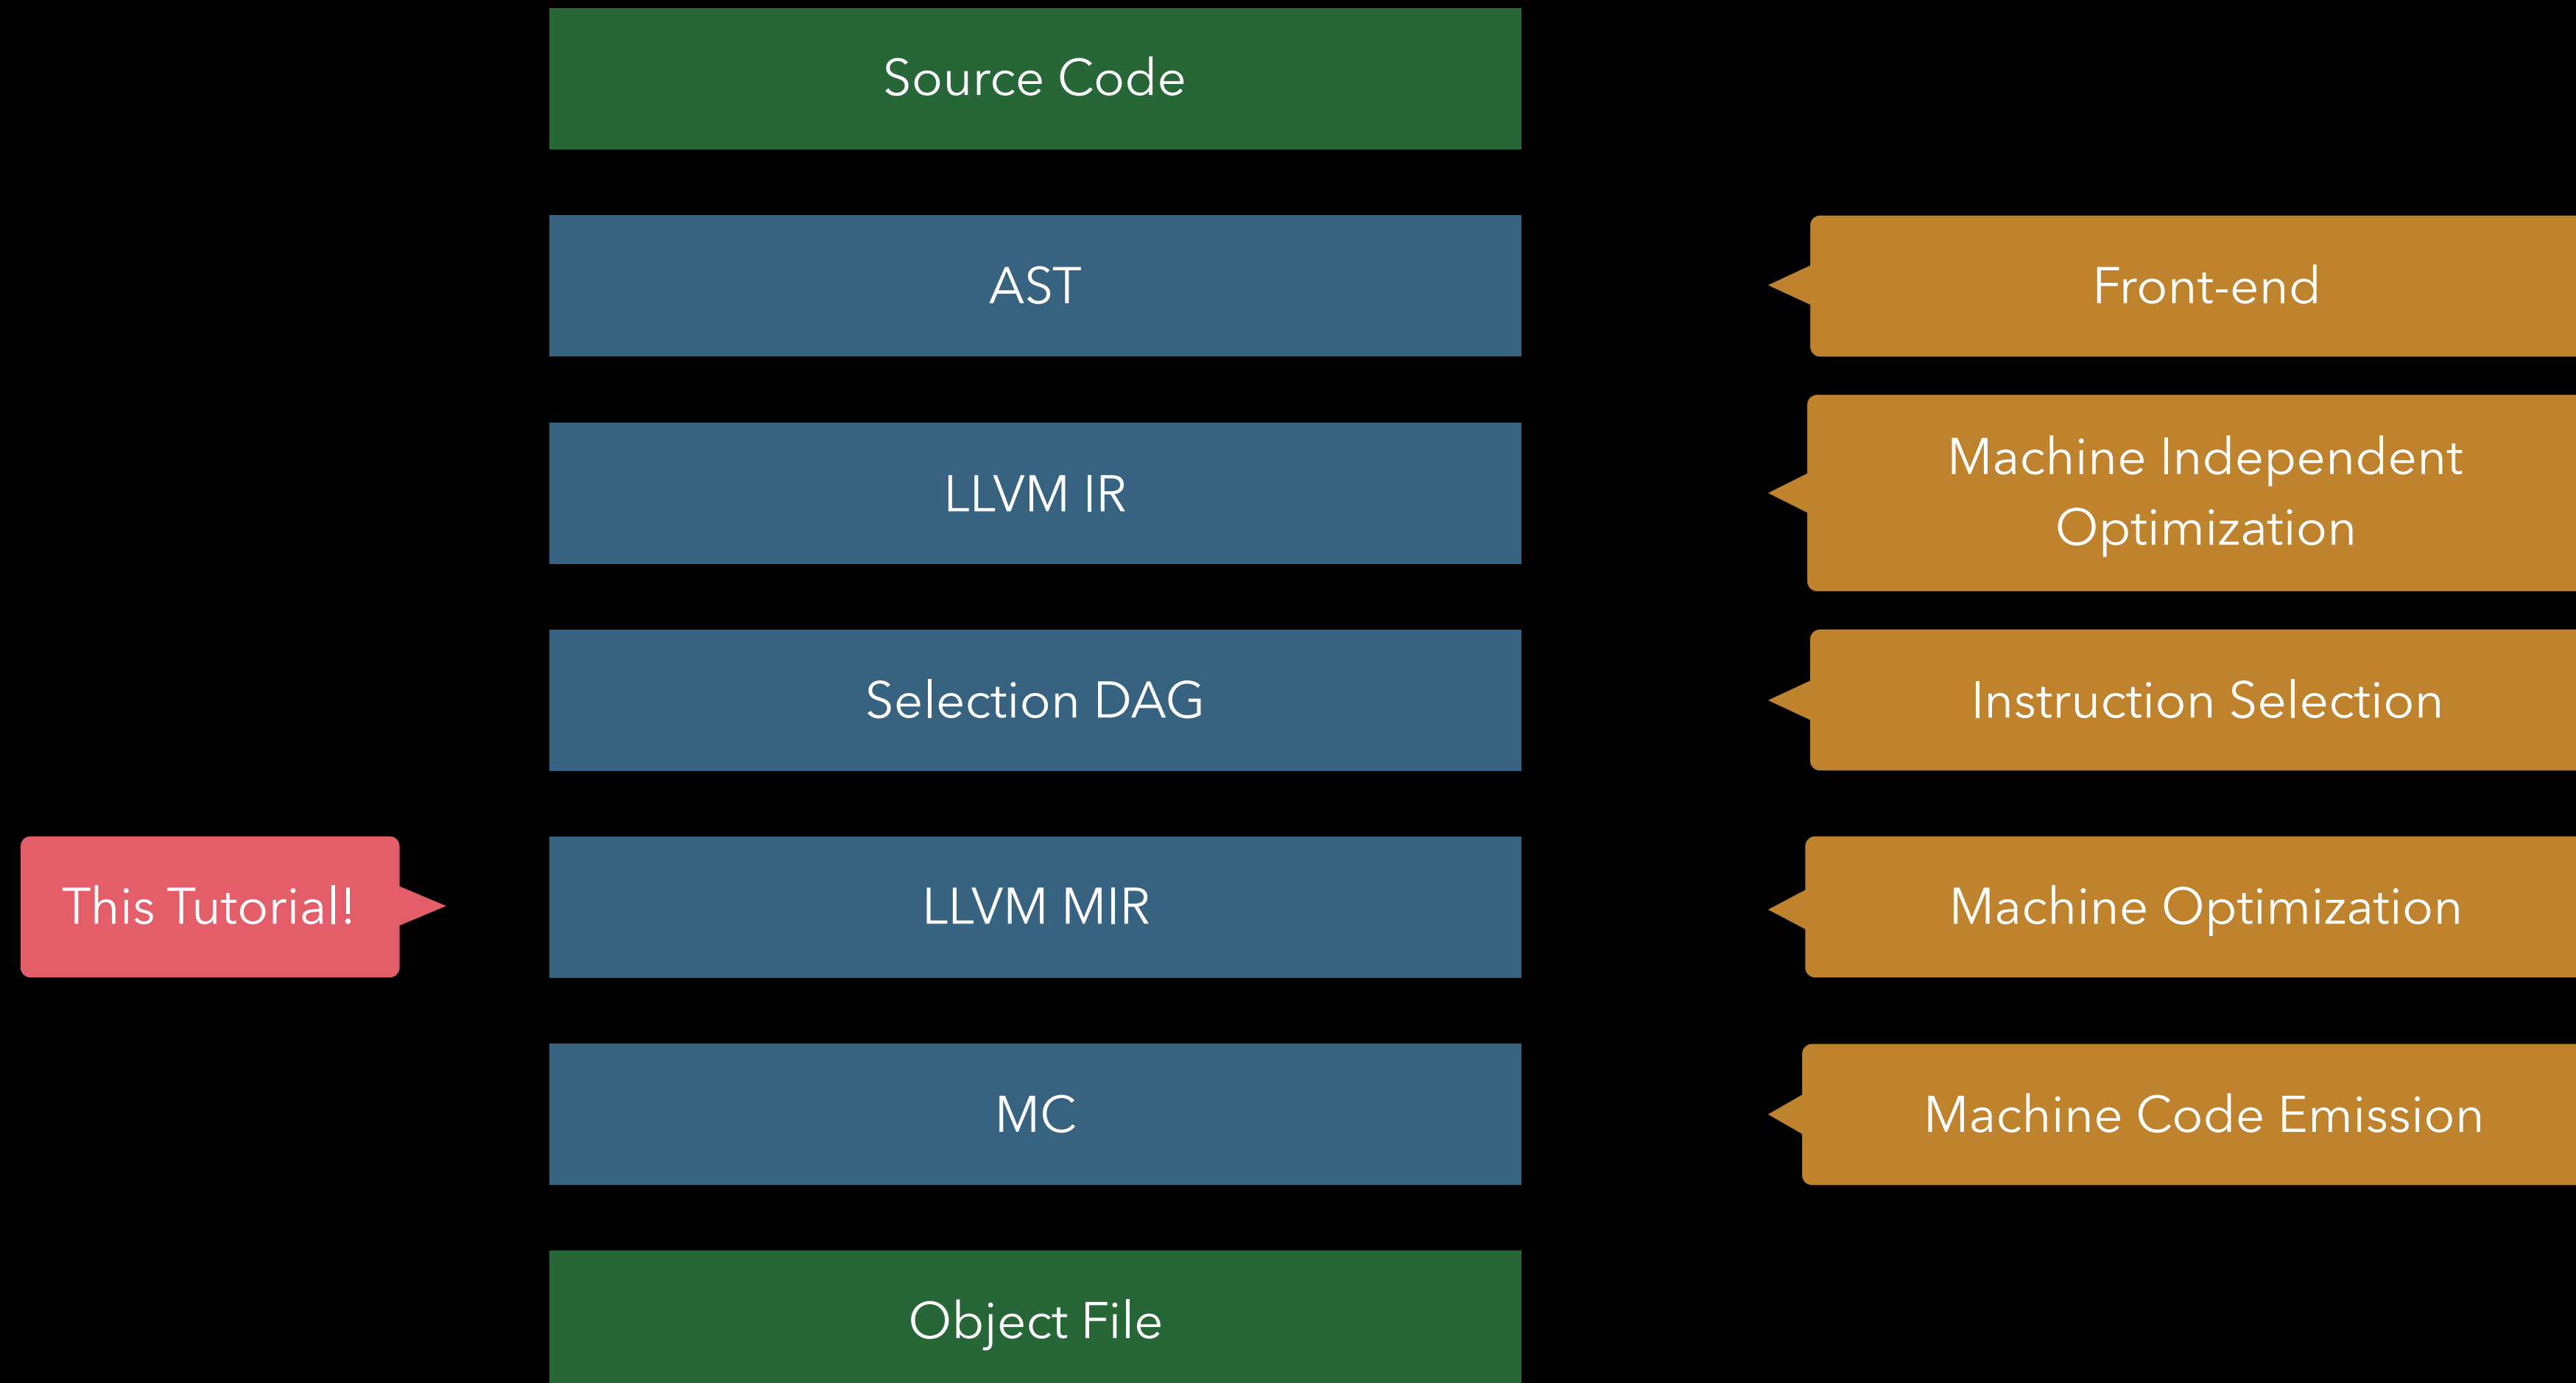 Source Code
AST
Front-end
LLVM IR
Machine Independent
Optimization
Selection DAG
Instruction Selection
This Tutorial!
LLVM MIR
Machine Optimization
MC
Machine Code Emission
Object File